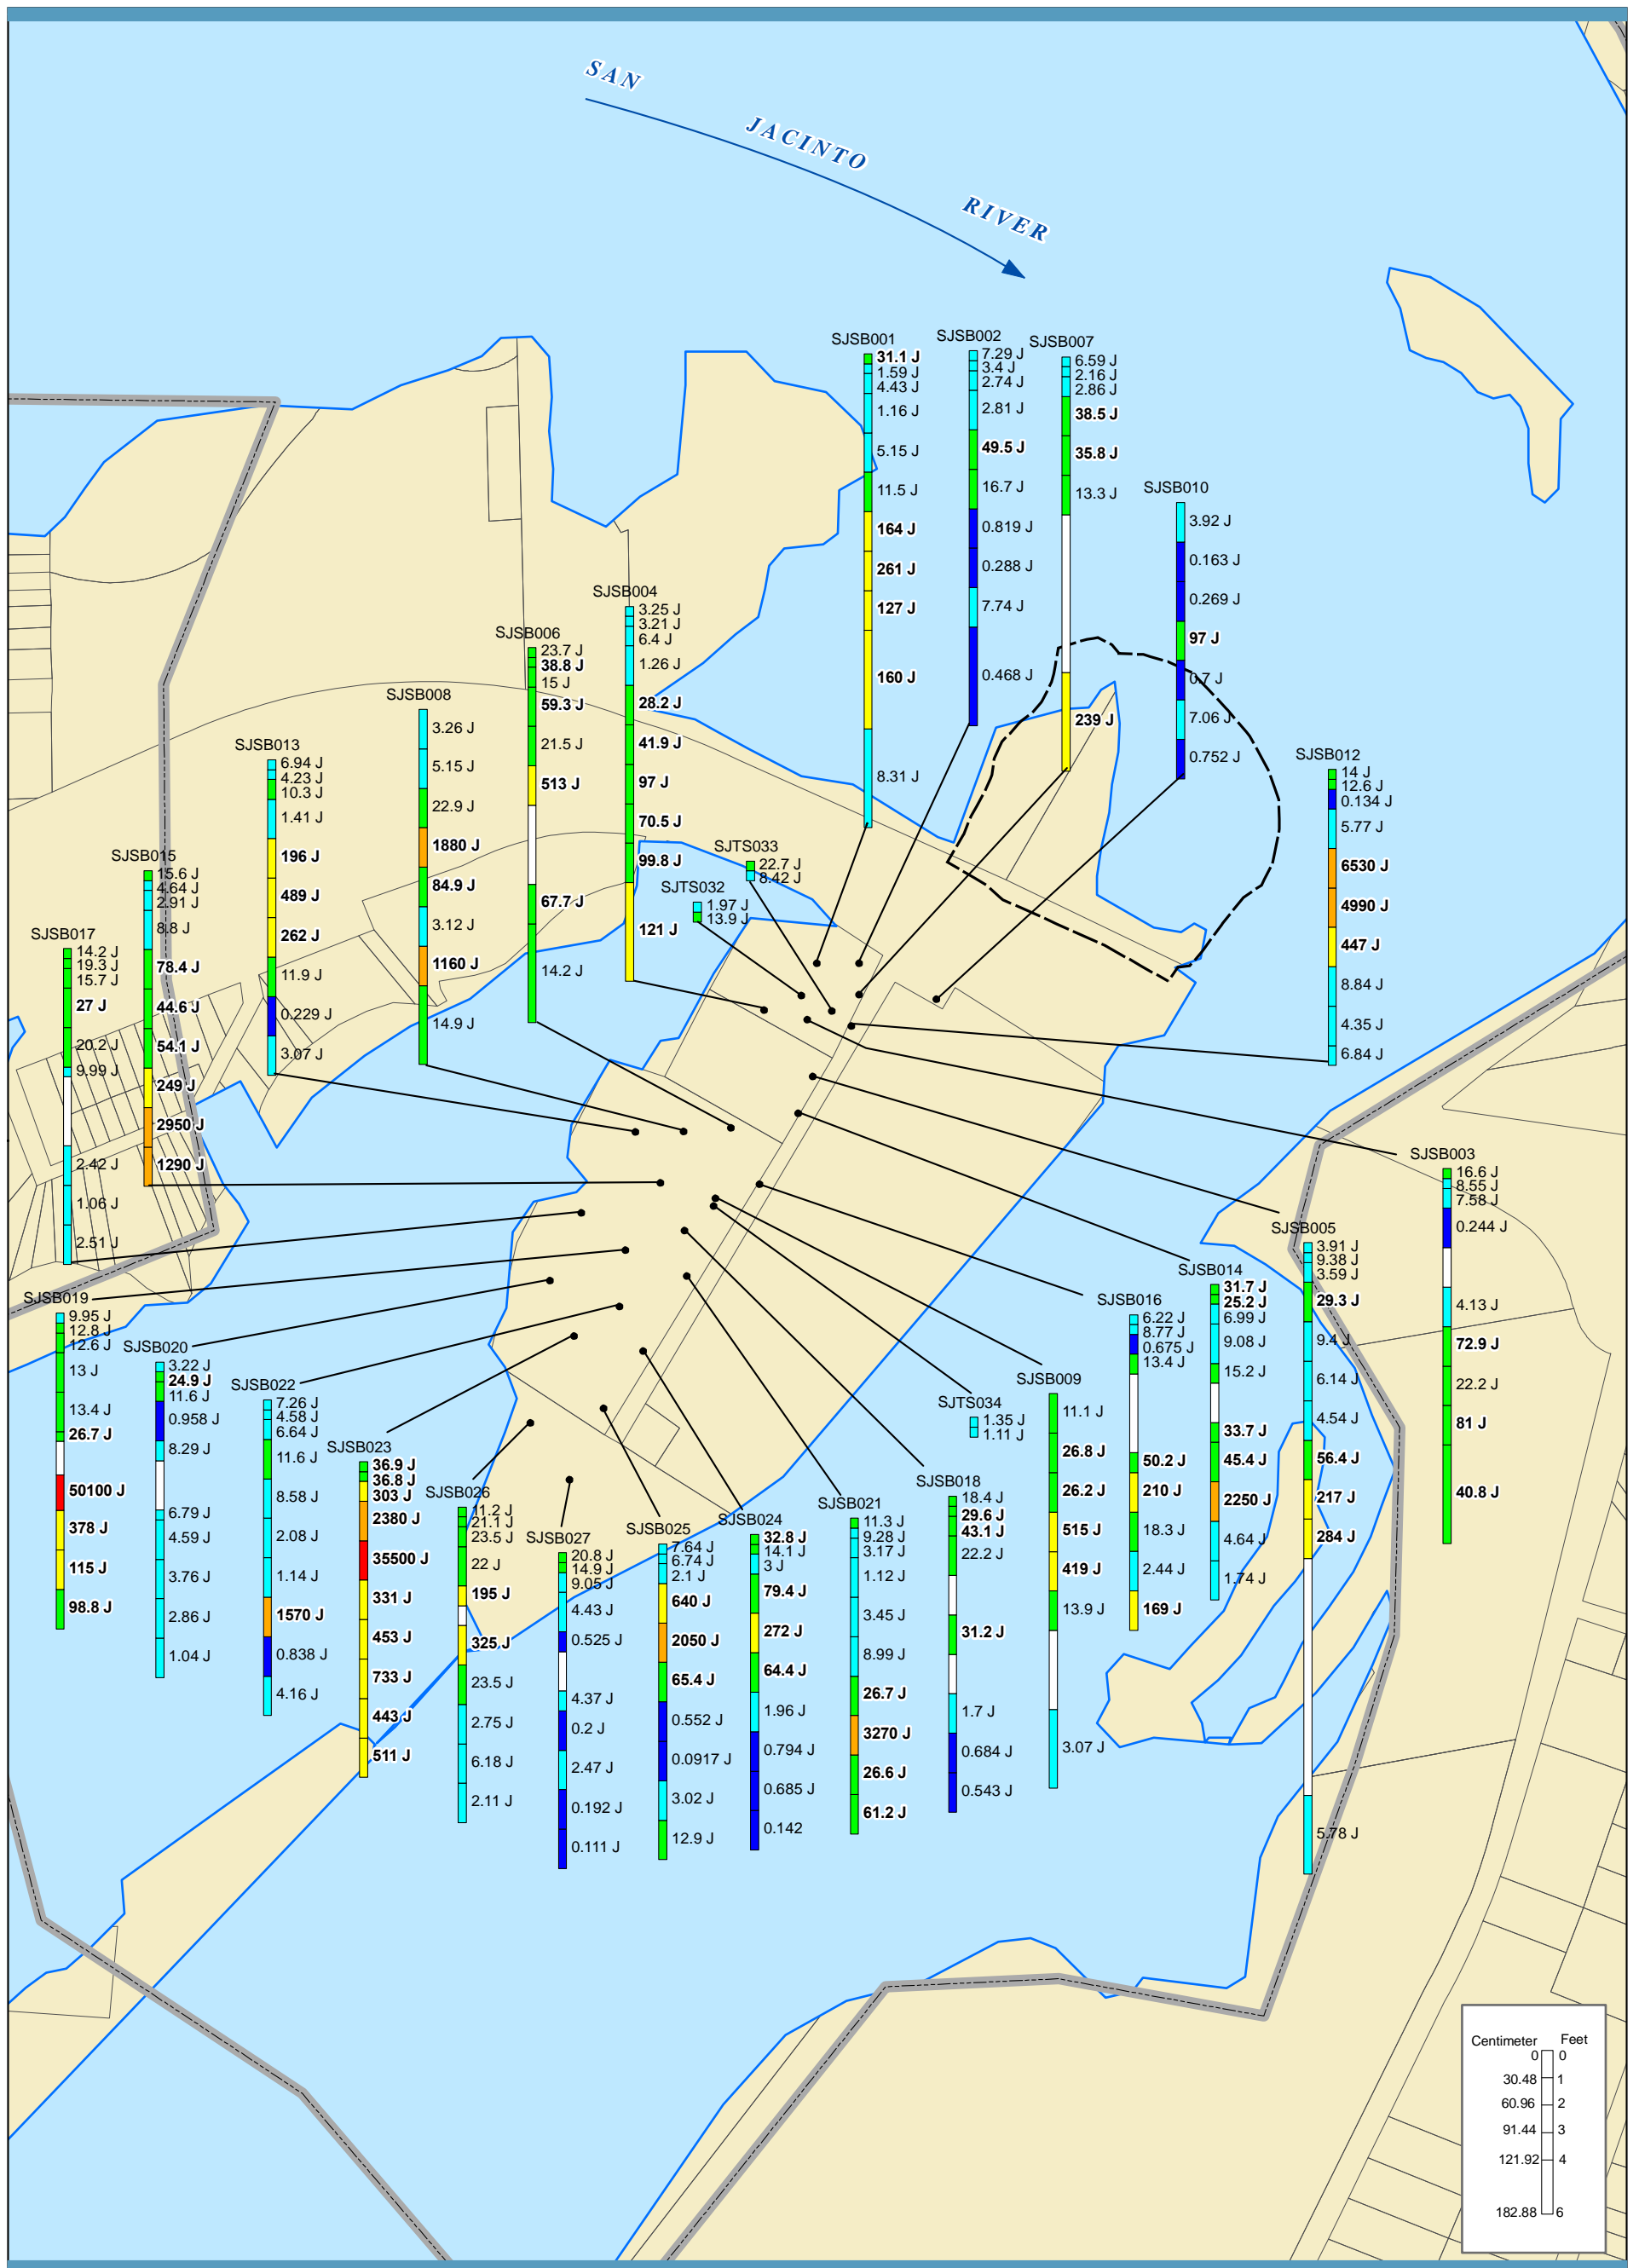 SAN
JACINTO
RIVER
SJSB001
31.1 J
1.59 J
4.43 J
1.16 J
5.15 J
11.5 J
164 J
261 J
127 J
160 J
8.31 J
SJSB002
7.29 J
3.4 J
2.74 J
2.81 J
49.5 J
16.7 J
0.819 J
0.288 J
7.74 J
0.468 J
SJSB007
6.59 J
2.16 J
2.86 J
38.5 J
35.8 J
13.3 J
239 J
SJSB010
3.92 J
0.163 J
0.269 J
97 J
0.7 J
7.06 J
0.752 J
SJSB004
3.25 J
3.21 J
6.4 J
1.26 J
28.2 J
41.9 J
97 J
70.5 J
99.8 J
121 J
SJSB006
23.7 J
38.8 J
15 J
59.3 J
21.5 J
513 J
67.7 J
14.2 J
SJSB008
3.26 J
5.15 J
22.9 J
1880 J
84.9 J
3.12 J
1160 J
14.9 J
SJSB013
6.94 J
4.23 J
10.3 J
1.41 J
196 J
489 J
262 J
11.9 J
0.229 J
3.07 J
SJSB012
14 J
12.6 J
0.134 J
5.77 J
6530 J
4990 J
447 J
8.84 J
4.35 J
6.84 J
SJSB015
15.6 J
4.64 J
2.91 J
8.8 J
78.4 J
44.6 J
54.1 J
249 J
2950 J
1290 J
SJTS033
22.7 J
8.42 J
SJTS032
1.97 J
13.9 J
SJSB017
14.2 J
19.3 J
15.7 J
27 J
20.2 J
9.99 J
2.42 J
1.06 J
2.51 J
SJSB003
16.6 J
8.55 J
7.58 J
0.244 J
4.13 J
72.9 J
22.2 J
81 J
40.8 J
SJSB005
3.91 J
9.38 J
3.59 J
29.3 J
9.4 J
6.14 J
4.54 J
56.4 J
217 J
284 J
5.78 J
SJSB014
31.7 J
25.2 J
6.99 J
9.08 J
15.2 J
33.7 J
45.4 J
2250 J
4.64 J
1.74 J
SJSB016
6.22 J
8.77 J
0.675 J
13.4 J
50.2 J
210 J
18.3 J
2.44 J
169 J
SJSB019
9.95 J
12.8 J
12.6 J
13 J
13.4 J
26.7 J
50100 J
378 J
115 J
98.8 J
SJSB020
3.22 J
24.9 J
11.6 J
0.958 J
8.29 J
6.79 J
4.59 J
3.76 J
2.86 J
1.04 J
SJSB022
7.26 J
4.58 J
6.64 J
11.6 J
8.58 J
2.08 J
1.14 J
1570 J
0.838 J
4.16 J
SJSB009
11.1 J
26.8 J
26.2 J
515 J
419 J
13.9 J
3.07 J
SJTS034
1.35 J
1.11 J
SJSB023
36.9 J
36.8 J
303 J
2380 J
35500 J
331 J
453 J
733 J
443 J
511 J
SJSB026
11.2 J
21.1 J
23.5 J
22 J
195 J
325 J
23.5 J
2.75 J
6.18 J
2.11 J
SJSB027
20.8 J
14.9 J
9.05 J
4.43 J
0.525 J
4.37 J
0.2 J
2.47 J
0.192 J
0.111 J
SJSB025
7.64 J
6.74 J
2.1 J
640 J
2050 J
65.4 J
0.552 J
0.0917 J
3.02 J
12.9 J
SJSB024
32.8 J
14.1 J
3 J
79.4 J
272 J
64.4 J
1.96 J
0.794 J
0.685 J
0.142
SJSB021
11.3 J
9.28 J
3.17 J
1.12 J
3.45 J
8.99 J
26.7 J
3270 J
26.6 J
61.2 J
SJSB018
18.4 J
29.6 J
43.1 J
22.2 J
31.2 J
1.7 J
0.684 J
0.543 J
Centimeter Feet
0 0
30.48 1
60.96 2
91.44 3
121.92 4
182.88 6